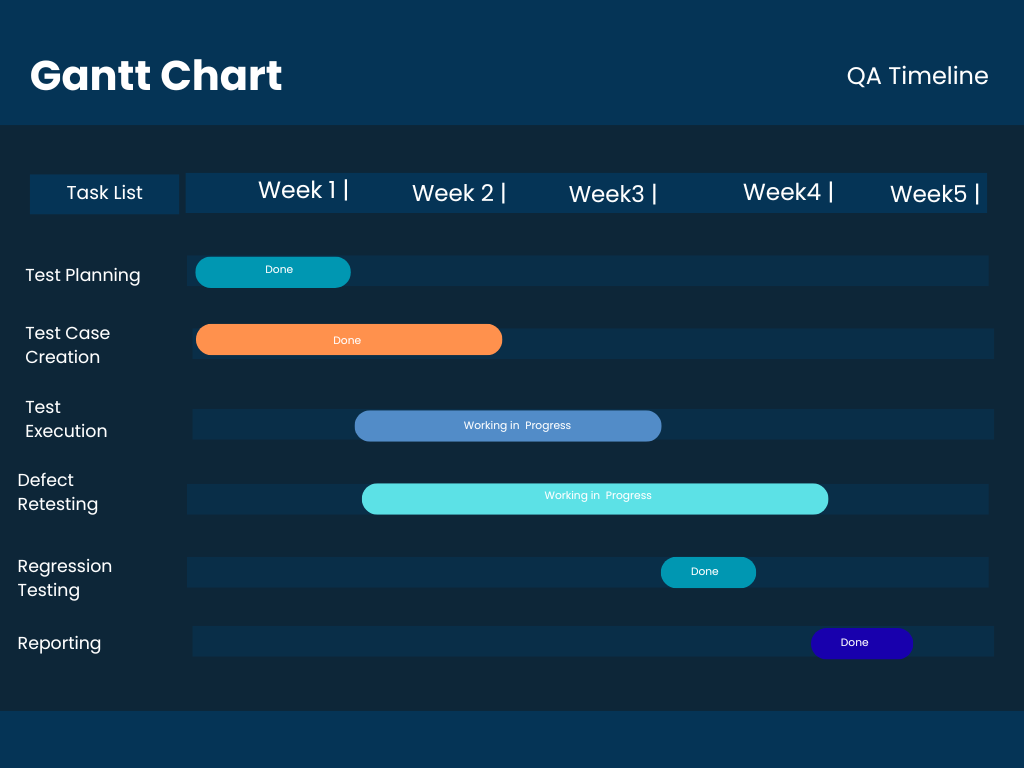 Gantt Chart
QA Timeline
Task List
Week 1 |
Week 2 |
Week3 |
Week4 |
Week5 |
Test Planning
Done
Test Case
Creation
Done
Test
Execution
Working in  Progress
Defect
Retesting
Working in  Progress
Regression
Testing
Done
Reporting
Done